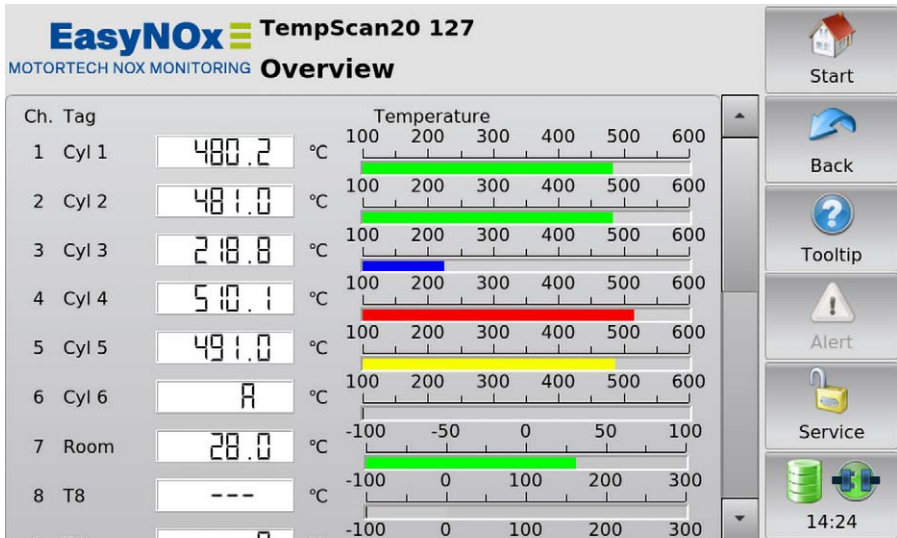 EasyNOx TempScan20 127
MOTORTECH NOX MONITORING Overview
Start
Back
Tooltip
Alert
Service
14:24
Ch. Tag Temperature
100 200 300 400 500 600
1 Cyl 1 480.2 °C
100 200 300 400 500 600
2 Cyl 2 481.0 °C
100 200 300 400 500 600
3 Cyl 3 218.8 °C
100 200 300 400 500 600
4 Cyl 4 510.1 °C
100 200 300 400 500 600
5 Cyl 5 491.0 °C
100 200 300 400 500 600
6 Cyl 6 A °C
-100 -50 0 50 100
7 Room 28.0 °C
-100 0 100 200 300
8 T8 --- °C
-100 0 100 200 300